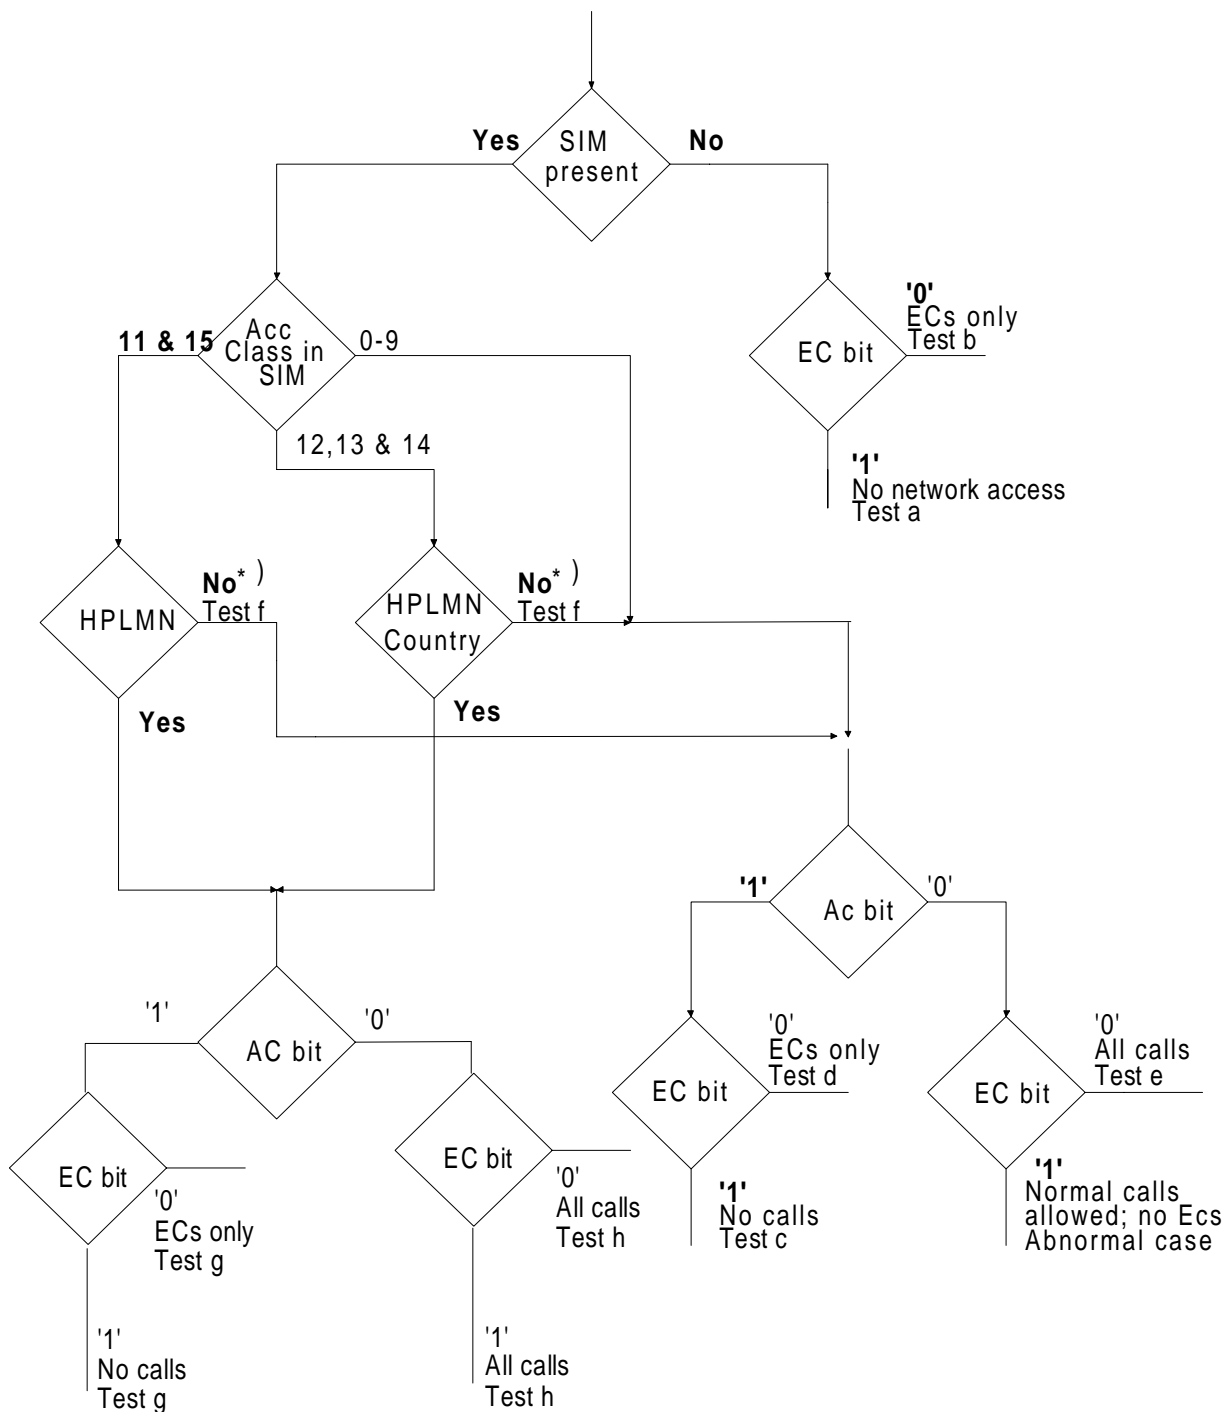 Yes
SIM
present
No
11 & 15
Acc
Class in
SIM
0-9
'0'
ECs only
Test b
EC bit
12,13 & 14
'1'
No network access
Test a
HPLMN
No* )
Test f
HPLMN
Country
No* )
Test f
Yes
Yes
'1'
Ac bit
'0'
'1'
AC bit
'0'
EC bit
'0'
ECs only
Test d
EC bit
'0'
All calls
Test e
EC bit
'0'
ECs only
Test g
EC bit
'0'
All calls
Test h
'1'
No calls
Test c
'1'
Normal calls
allowed; no Ecs
Abnormal case
'1'
No calls
Test g
'1'
All calls
Test h